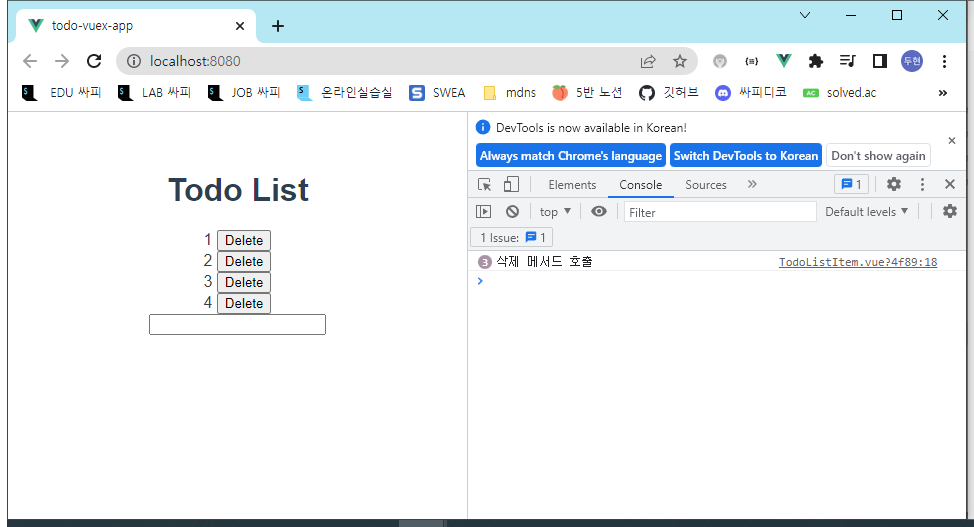 todo-vuex-app
localhost:8080
두현
EDU 싸피 LAB 싸피 JOB 싸피 온라인실습실 SWEA mdns 5반 노션 깃허브 싸피디코 AC solved.ac »
DevTools is now available in Korean!
Always match Chrome's language Switch DevTools to Korean Don't show again
Elements Console Sources » 1
top Filter Default levels
1 Issue: 1
3 삭제 메서드 호출 TodoListItem.vue?4f89:18
Todo List
1 Delete
2 Delete
3 Delete
4 Delete